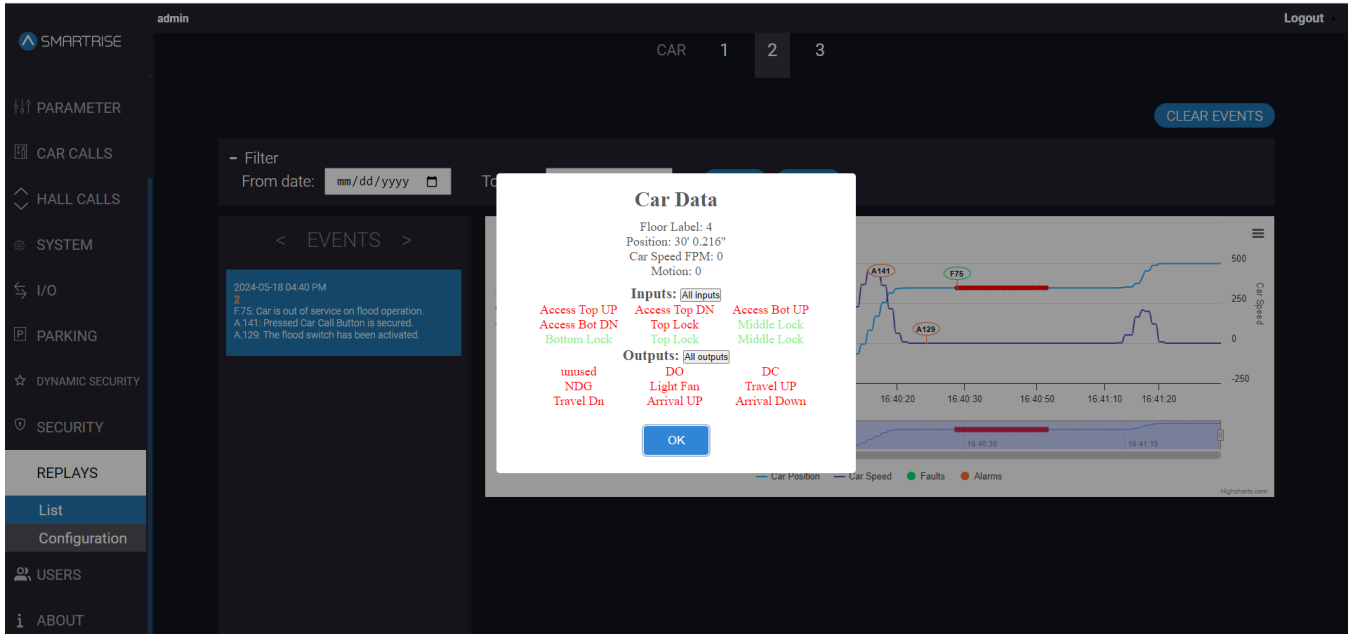 admin
Logout
SMARTRISE
CAR 1 2 3
PARAMETER
CLEAR EVENTS
CAR CALLS
– Filter
From date: mm/dd/yyyy
HALL CALLS
Car Data
Floor Label: 4
Position: 30' 0.216"
Car Speed FPM: 0
Motion: 0
Inputs: All inputs
Access Top UP Access Top DN Access Bot UP
Access Bot DN Top Lock Middle Lock
Bottom Lock Top Lock Middle Lock
Outputs: All outputs
unused DO DC
NDG Light Fan Travel UP
Travel Dn Arrival UP Arrival Down
OK
< EVENTS >
2024-05-18 04:40 PM
2
F.75: Car is out of service on flood operation.
A.141: Pressed Car Call Button is secured.
A.129: The flood switch has been activated.
SYSTEM
I/O
PARKING
DYNAMIC SECURITY
SECURITY
REPLAYS
List
Configuration
USERS
ABOUT
A141
F75
A129
500
250
0
-250
Car Speed
16:40:20 16:40:30 16:40:50 16:41:10 16:41:20
16:40:30 16:41:15
Car Position Car Speed Faults Alarms
Highcharts.com